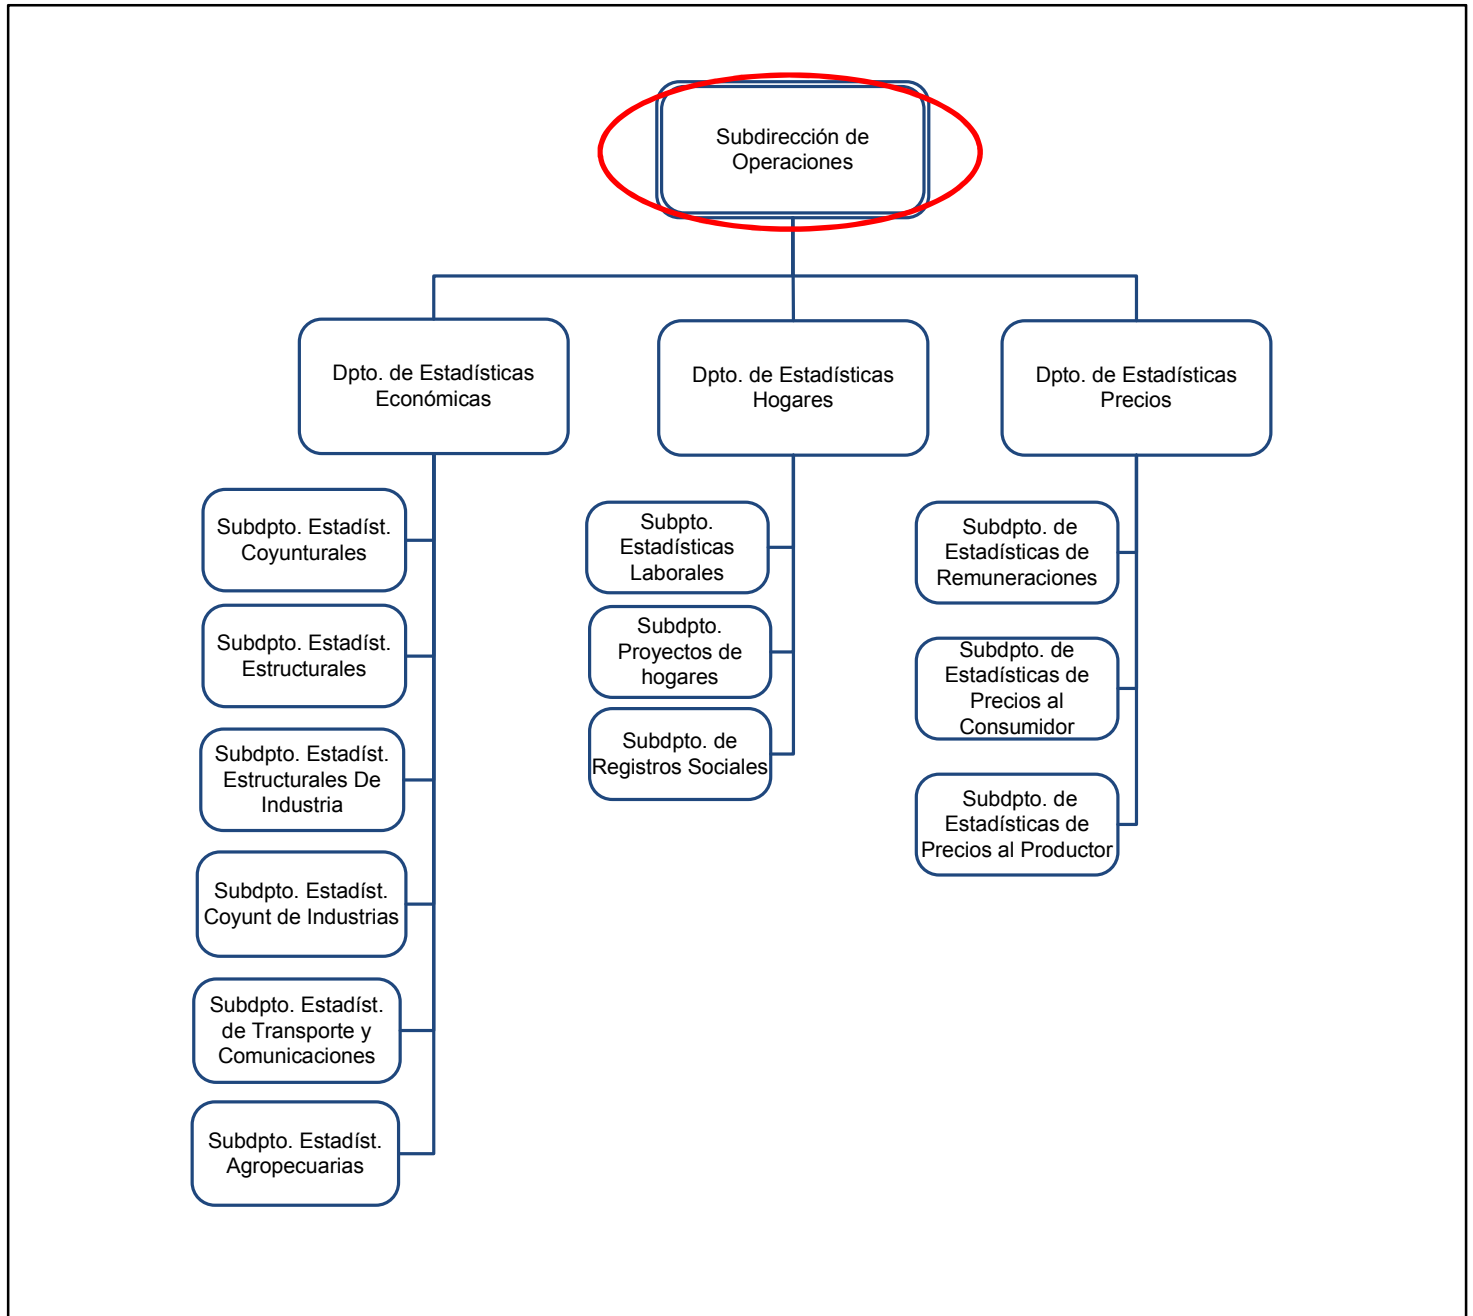 Subdirección de
Operaciones
Dpto. de Estadísticas
Económicas
Dpto. de Estadísticas
Hogares
Dpto. de Estadísticas
Precios
Subdpto. Estadíst.
Coyunturales
Subdpto. Estadíst.
Estructurales
Subdpto. Estadíst.
Estructurales De
Industria
Subdpto. Estadíst.
Coyunt de Industrias
Subdpto. Estadíst.
de Transporte y
Comunicaciones
Subdpto. Estadíst.
Agropecuarias
Subpto.
Estadísticas
Laborales
Subdpto.
Proyectos de
hogares
Subdpto. de
Registros Sociales
Subdpto. de
Estadísticas de
Remuneraciones
Subdpto. de
Estadísticas de
Precios al
Consumidor
Subdpto. de
Estadísticas de
Precios al Productor